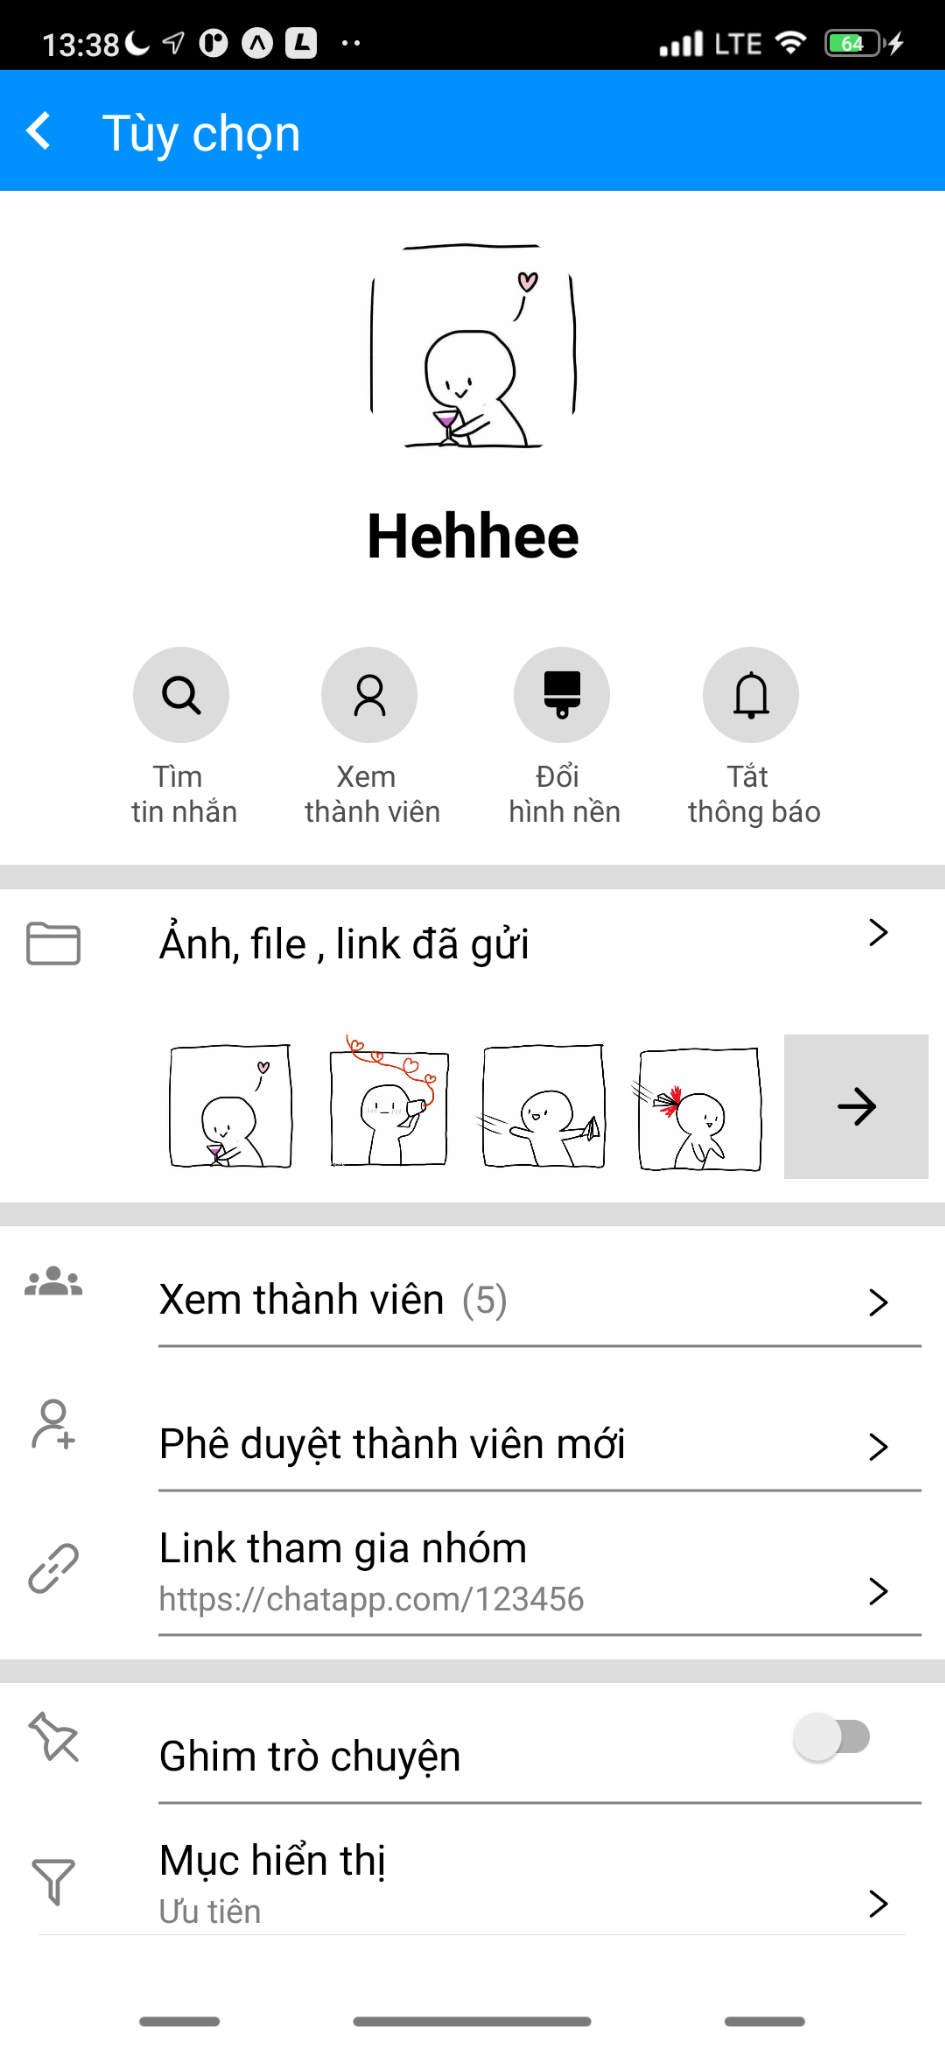 13:38
LTE
64
Tùy chọn
Hehhee
Tìm
tin nhắn
Xem
thành viên
Đổi
hình nền
Tắt
thông báo
Ảnh, file , link đã gửi
Xem thành viên (5)
Phê duyệt thành viên mới
Link tham gia nhóm
https://chatapp.com/123456
Ghim trò chuyện
Mục hiển thị
Ưu tiên